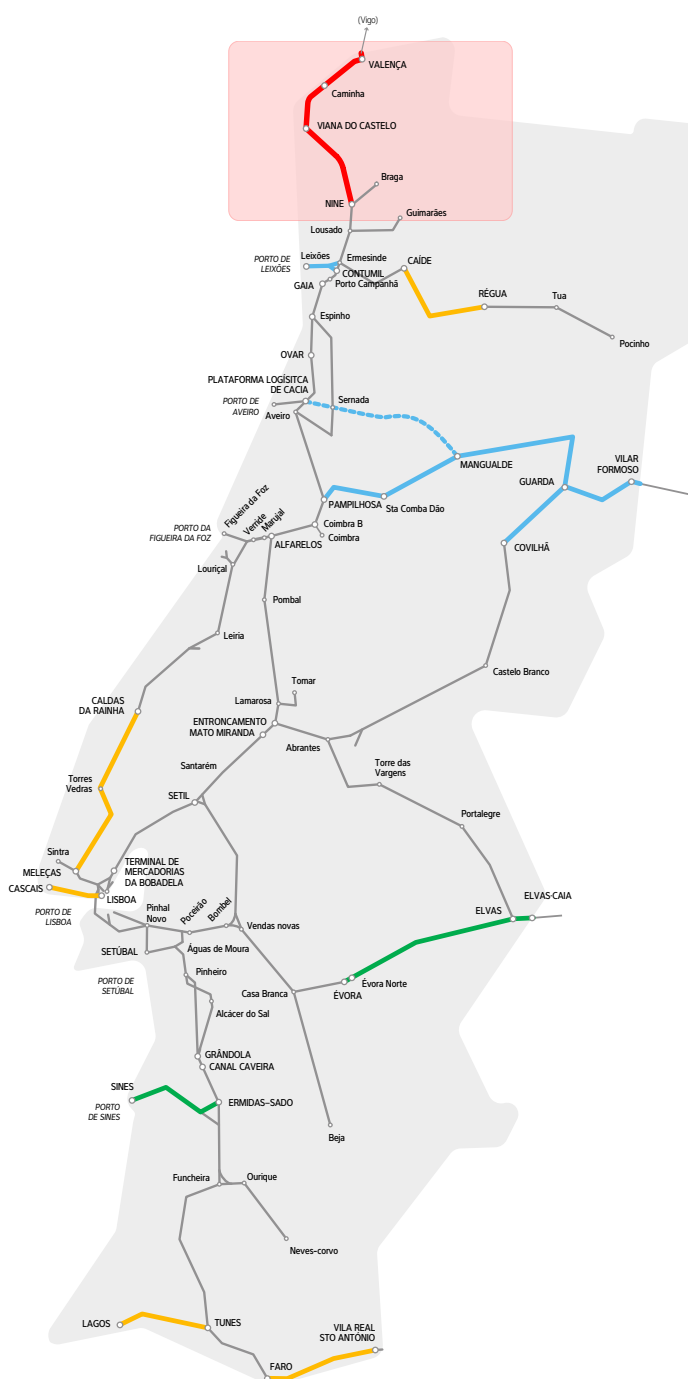 (Vigo)
VALENÇA
Caminha
VIANA DO CASTELO
Braga
NINE
Guimarães
Lousado
PORTO DE
LEIXÕES
Leixões
Ermesinde
CAÍDE
CONTUMIL
GAIA
Porto Campanhã
RÉGUA
Tua
Espinho
Pocinho
OVAR
PLATAFORMA LOGÍSITCA
DE CACIA
PORTO DE
AVEIRO
Sernada
Aveiro
MANGUALDE
VILAR
FORMOSO
GUARDA
PAMPILHOSA
Sta Comba Dão
Figueira da Foz
Verride
Marujal
PORTO DA
FIGUEIRA DA FOZ
Coimbra B
Coimbra
ALFARELOS
COVILHÃ
Louriçal
Pombal
Leiria
Castelo Branco
Tomar
CALDAS
DA RAINHA
Lamarosa
ENTRONCAMENTO
MATO MIRANDA
Abrantes
Santarém
Torre das
Vargens
Torres
Vedras
SETIL
Portalegre
Sintra
MELEÇAS
TERMINAL DE
MERCADORIAS
DA BOBADELA
CASCAIS
LISBOA
PORTO DE
LISBOA
Pinhal
Novo
Poceirão
Bombel
Vendas novas
ELVAS
ELVAS-CAIA
SETÚBAL
Águas de Moura
PORTO DE
SETÚBAL
Pinheiro
Casa Branca
ÉVORA
Évora Norte
Alcácer do Sal
GRÂNDOLA
CANAL CAVEIRA
SINES
PORTO
DE SINES
ERMIDAS-SADO
Beja
Funcheira
Ourique
Neves-corvo
LAGOS
TUNES
VILA REAL
STO ANTÓNIO
FARO